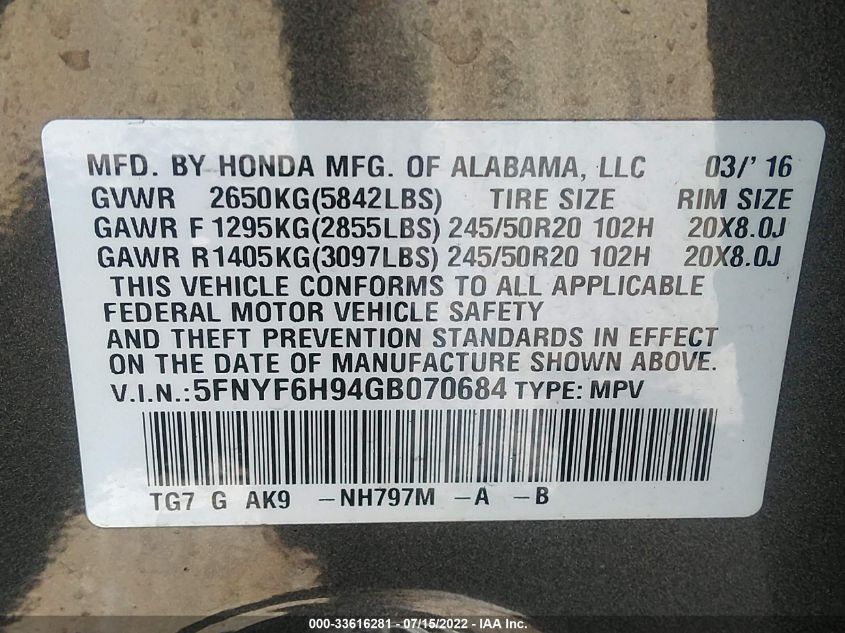 MFD. BY HONDA MFG. OF ALABAMA, LLC 03/' 16
GVWR 2650KG(5842LBS) TIRE SIZE RIM SIZE
GAWR F 1295KG(2855LBS) 245/50R20 102H 20X8.0J
GAWR R 1405KG(3097LBS) 245/50R20 102H 20X8.0J
THIS VEHICLE CONFORMS TO ALL APPLICABLE
FEDERAL MOTOR VEHICLE SAFETY
AND THEFT PREVENTION STANDARDS IN EFFECT
ON THE DATE OF MANUFACTURE SHOWN ABOVE.
V.I.N.:5FNYF6H94GB070684 TYPE: MPV
TG7 G AK9 -NH797M -A -B
000-33616281 - 07/15/2022 - IAA Inc.